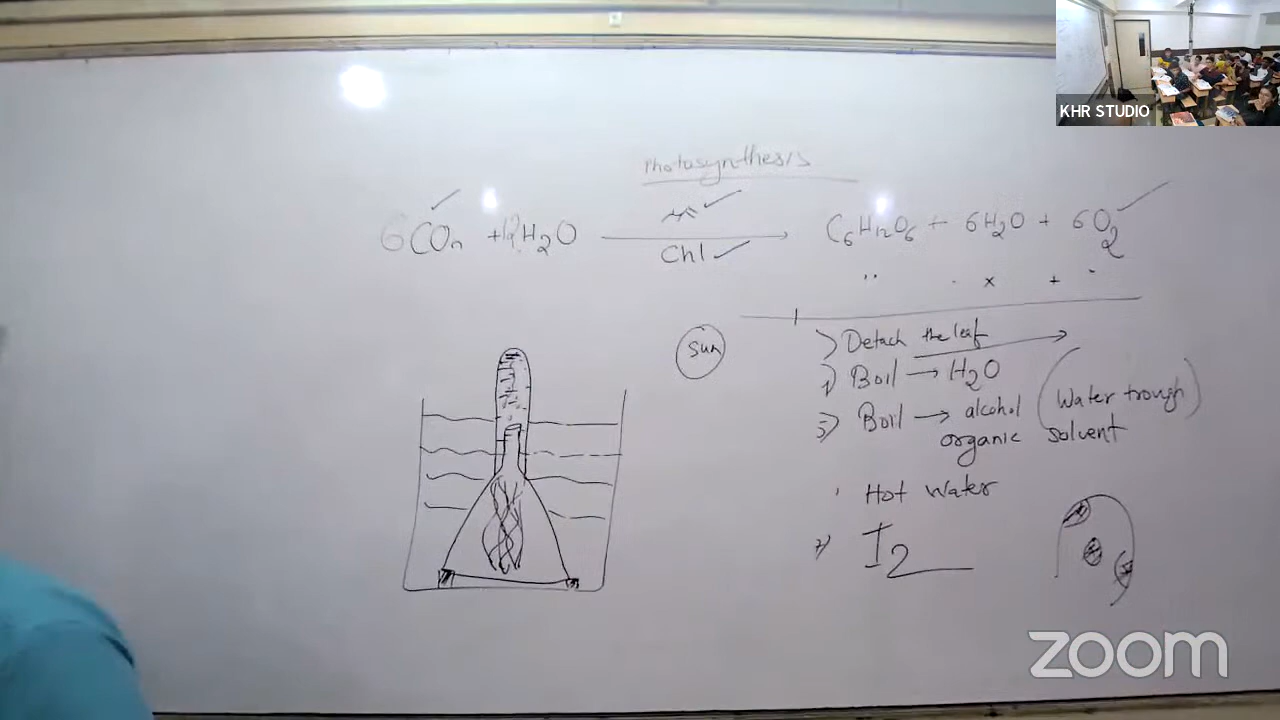 KHR STUDIO
Photosynthesis
6CO2 + 12H2O
Chl
C6H12O6 + 6H2O + 6O2
x +
Sun
Detach the leaf
Boil → H2O
Boil → alcohol (Water trough)
organic solvent
Hot Water
I2
zoom